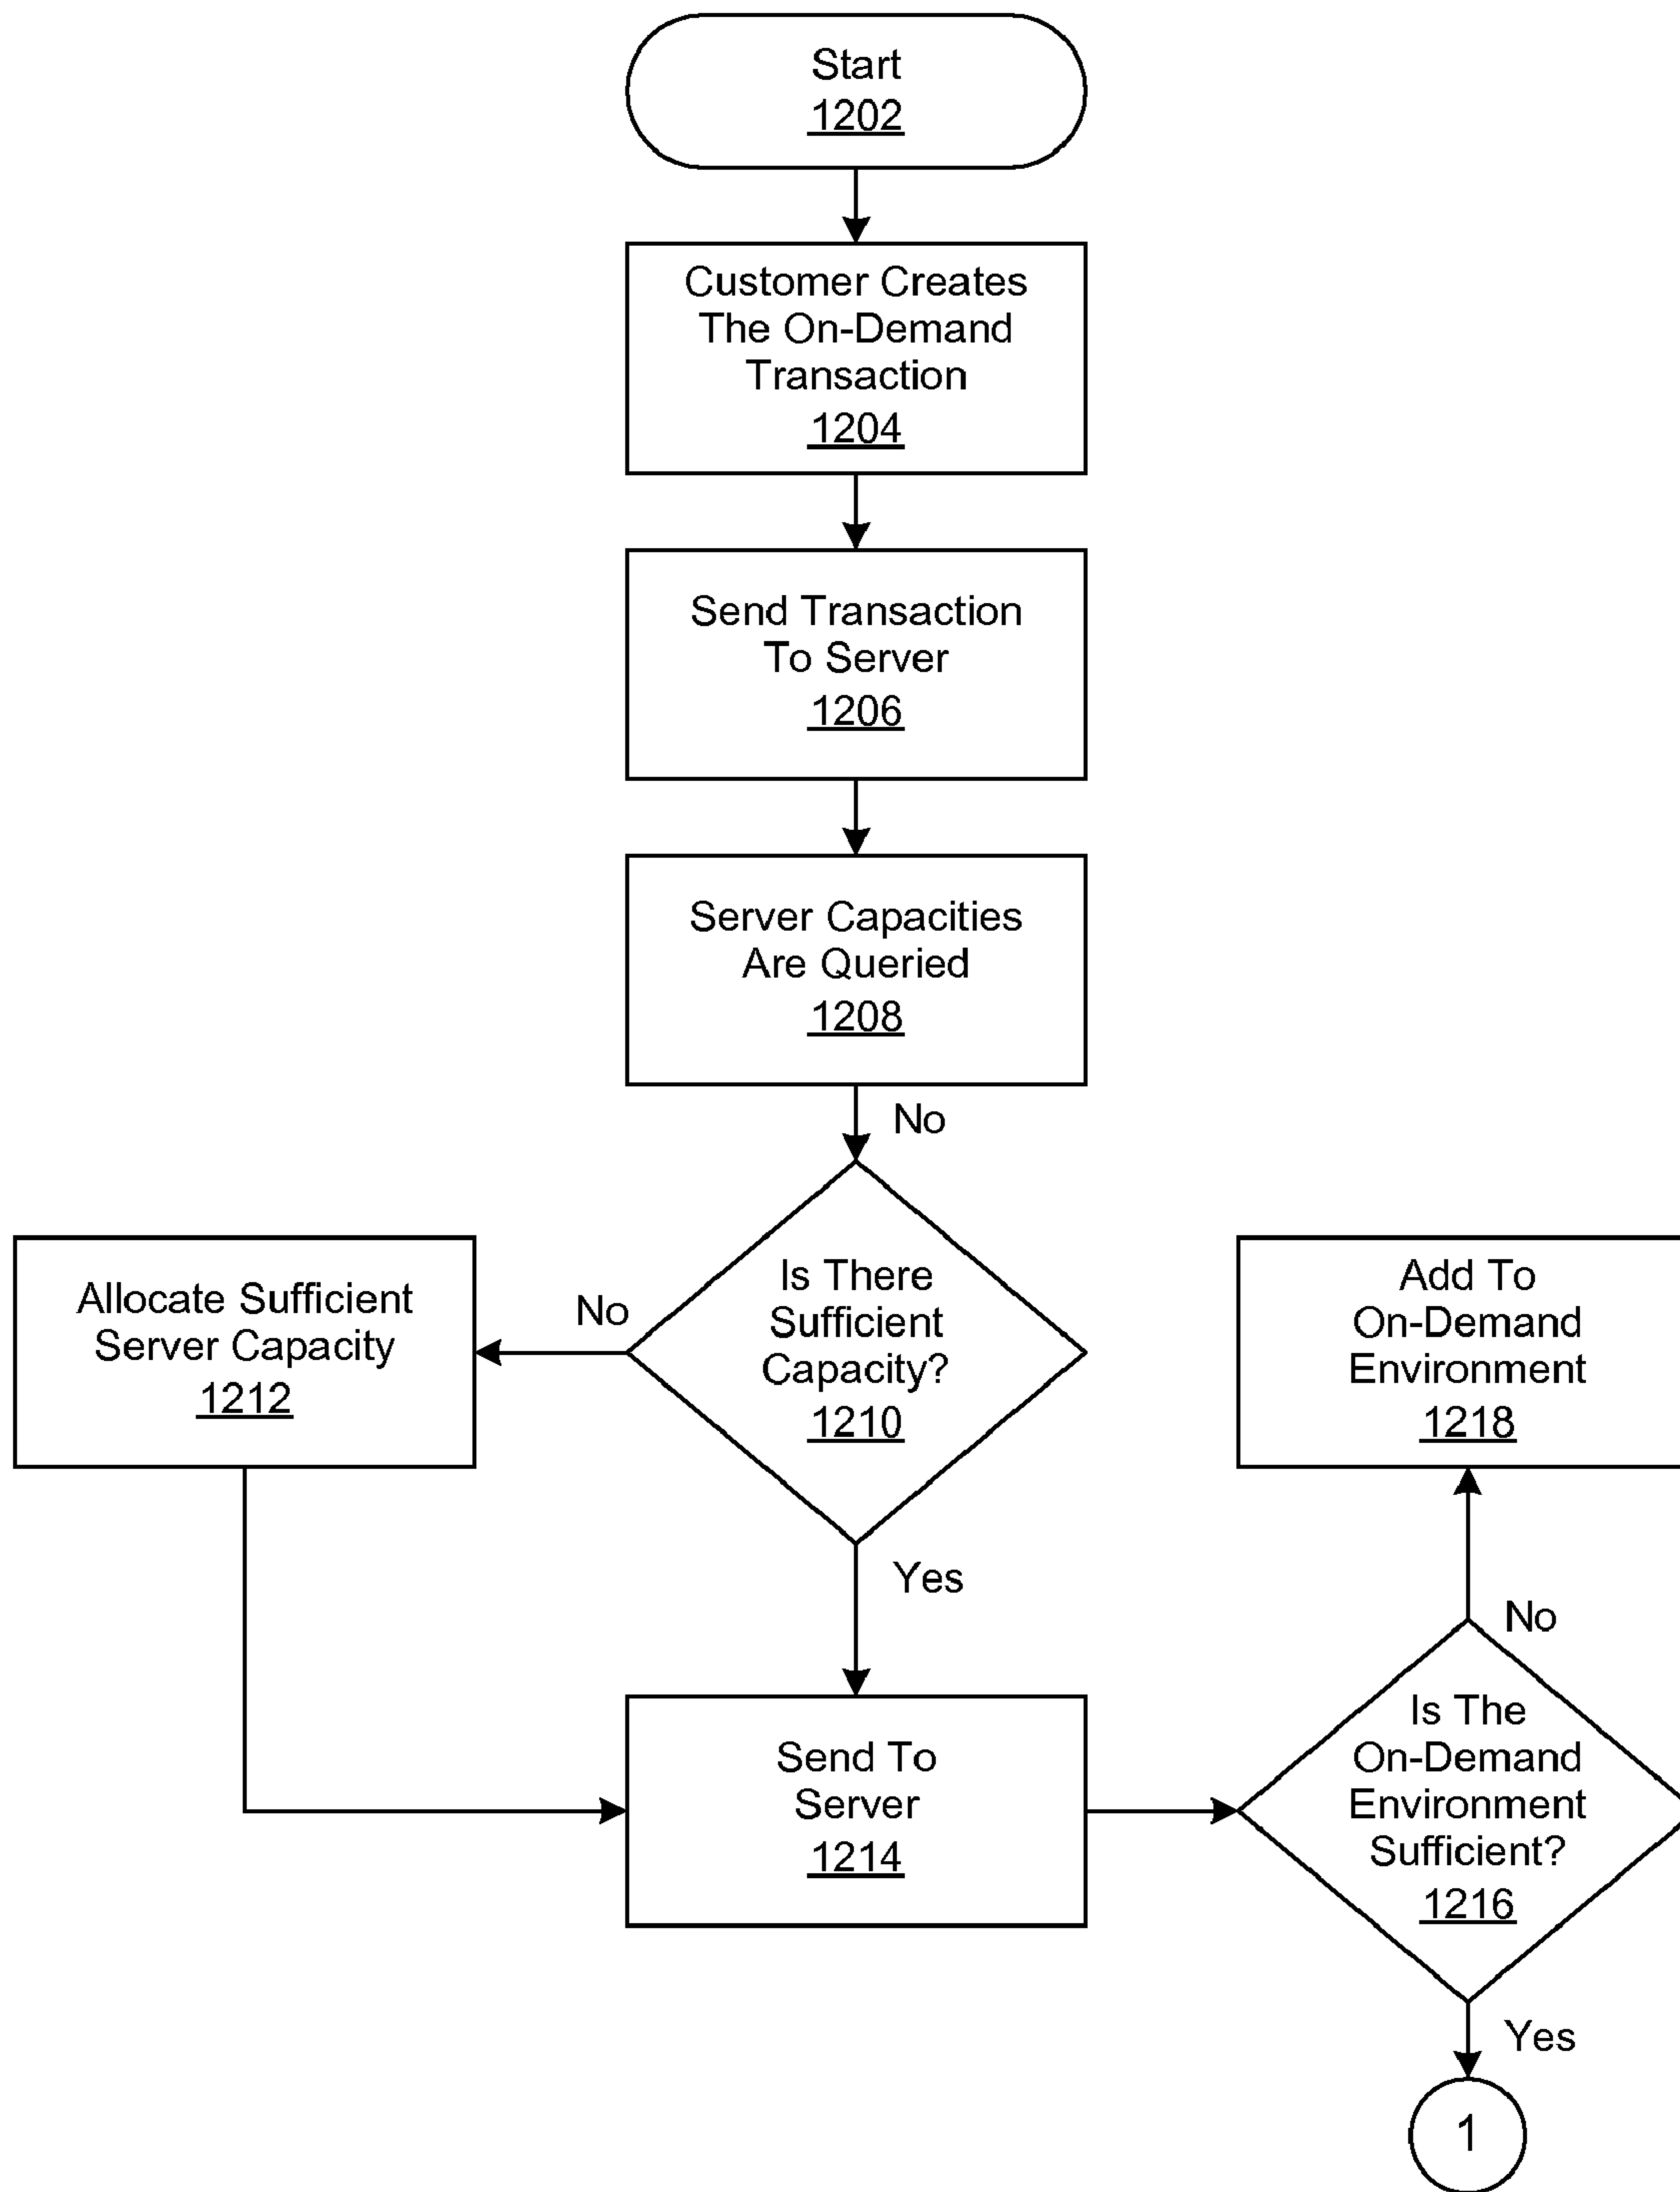 Start
1202
Customer Creates
The On-Demand
Transaction
1204
Send Transaction
To Server
1206
Server Capacities
Are Queried
1208
No
Is There
Sufficient
Capacity?
1210
No
Allocate Sufficient
Server Capacity
1212
Yes
Send To
Server
1214
Add To
On-Demand
Environment
1218
No
Is The
On-Demand
Environment
Sufficient?
1216
Yes
1